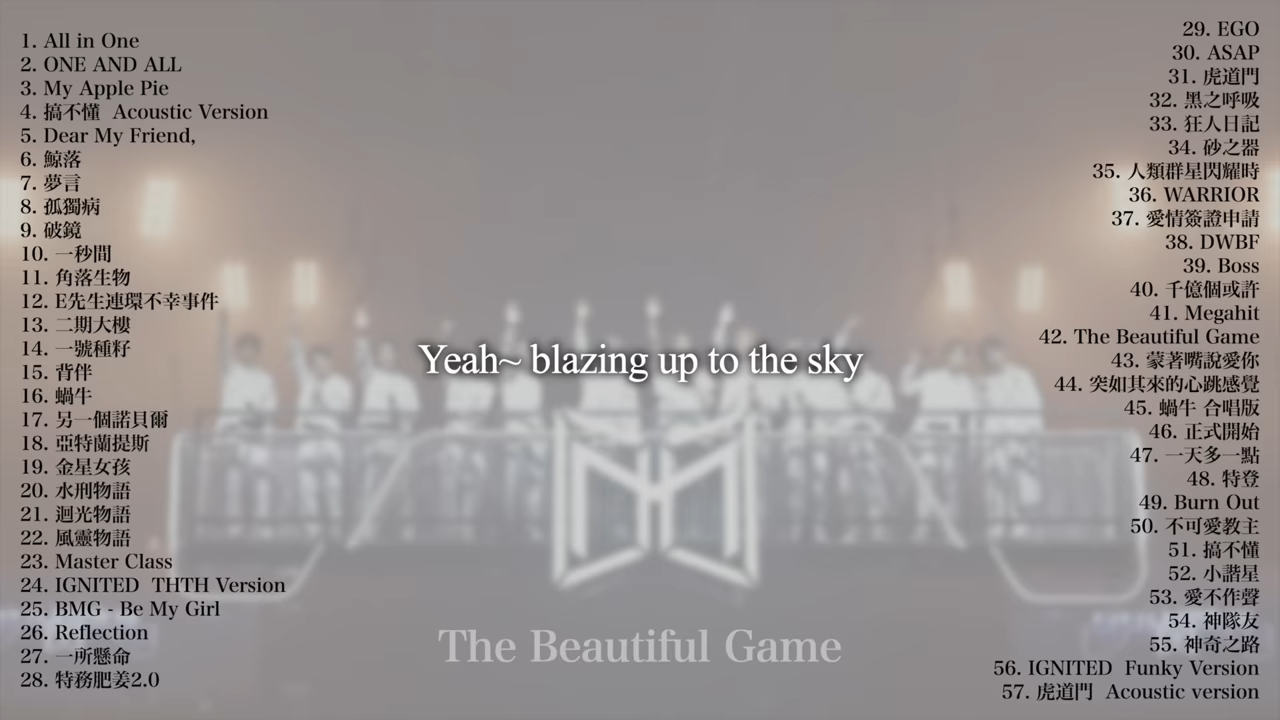 1. All in One
2. ONE AND ALL
3. My Apple Pie
4. 搞不懂  Acoustic Version
5. Dear My Friend,
6. 鯨落
7. 夢言
8. 孤獨病
9. 破鏡
10. 一秒間
11. 角落生物
12. E先生連環不幸事件
13. 二期大樓
14. 一號種籽
15. 背伴
16. 蝸牛
17. 另一個諾貝爾
18. 亞特蘭提斯
19. 金星女孩
20. 水刑物語
21. 迴光物語
22. 風靈物語
23. Master Class
24. IGNITED  THTH Version
25. BMG - Be My Girl
26. Reflection
27. 一所懸命
28. 特務肥姜2.0
Yeah~ blazing up to the sky
The Beautiful Game
29. EGO
30. ASAP
31. 虎道門
32. 黑之呼吸
33. 狂人日記
34. 砂之器
35. 人類群星閃耀時
36. WARRIOR
37. 愛情簽證申請
38. DWBF
39. Boss
40. 千億個或許
41. Megahit
42. The Beautiful Game
43. 蒙著嘴說愛你
44. 突如其來的心跳感覺
45. 蝸牛 合唱版
46. 正式開始
47. 一天多一點
48. 特登
49. Burn Out
50. 不可愛教主
51. 搞不懂
52. 小諧星
53. 愛不作聲
54. 神隊友
55. 神奇之路
56. IGNITED  Funky Version
57. 虎道門  Acoustic version